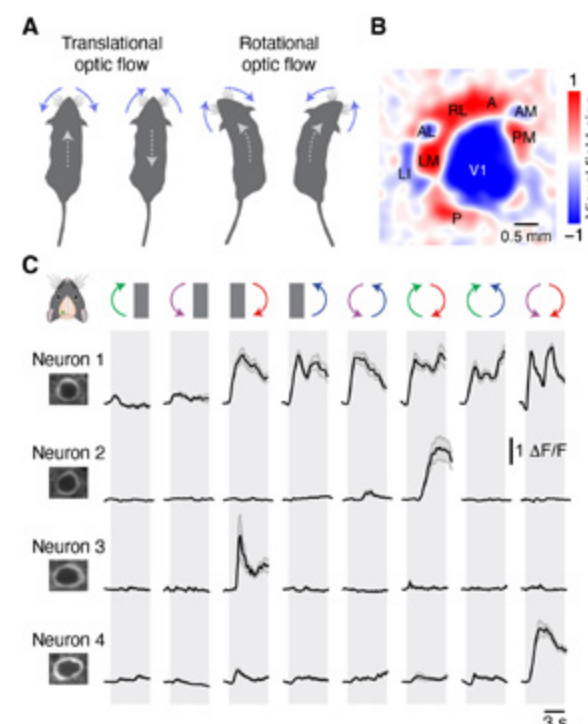 A
Translational
optic flow
Rotational
optic flow
B
RL
A
AM
AL
PM
LM
LI
V1
P
0.5 mm
1
−1
C
Neuron 1
1 ΔF/F
Neuron 2
Neuron 3
Neuron 4
3 s